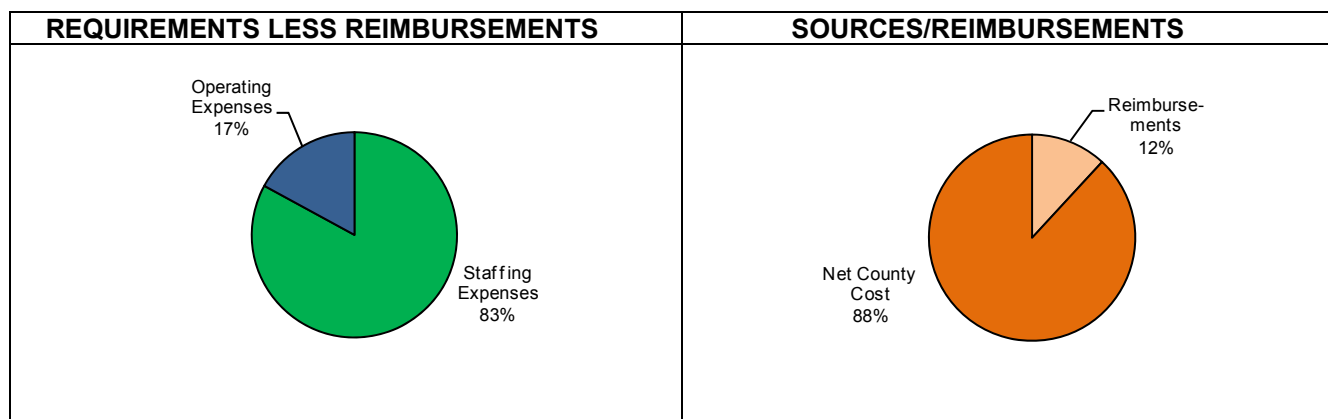 REQUIREMENTS LESS REIMBURSEMENTS
SOURCES/REIMBURSEMENTS
Operating
Expenses
17%
Staffing
Expenses
83%
Reimburse-
ments
12%
Net County
Cost
88%